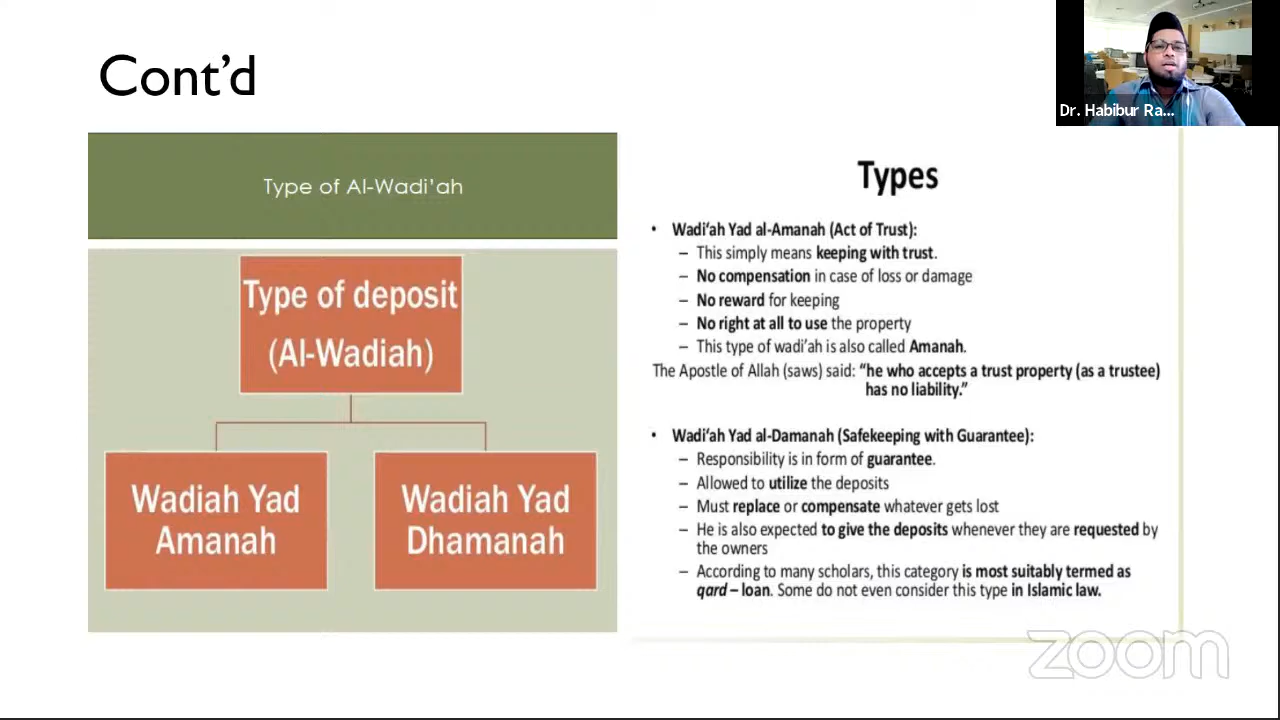 Cont’d
Dr. Habibur Ra...
Type of Al-Wadi’ah
Type of deposit
(Al-Wadiah)
Wadiah Yad
Amanah
Wadiah Yad
Dhamanah
Types
• Wadi‘ah Yad al-Amanah (Act of Trust):
– This simply means keeping with trust.
– No compensation in case of loss or damage
– No reward for keeping
– No right at all to use the property
– This type of wadi’ah is also called Amanah.
The Apostle of Allah (saws) said: “he who accepts a trust property (as a trustee)
has no liability.”
• Wadi’ah Yad al-Damanah (Safekeeping with Guarantee):
– Responsibility is in form of guarantee.
– Allowed to utilize the deposits
– Must replace or compensate whatever gets lost
– He is also expected to give the deposits whenever they are requested by
the owners
– According to many scholars, this category is most suitably termed as
qard – loan. Some do not even consider this type in Islamic law.
zoom